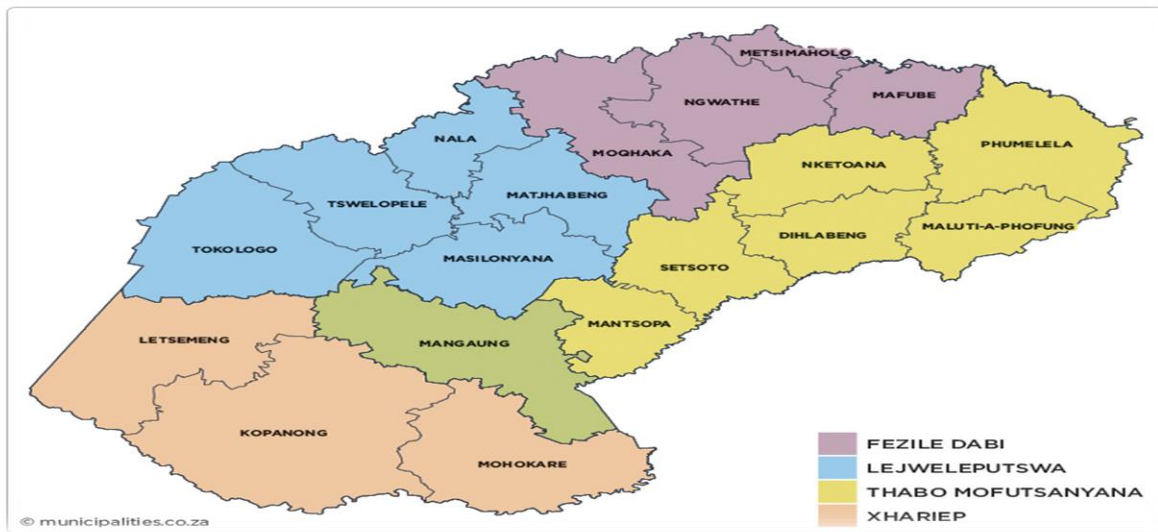 METSIMAHOLO
NGWATHE
MAFUBE
NALA
MOQHAKA
PHUMELELA
NKETOANA
TSWELOPELE
MATJHABENG
MALUTI-A-PHOFUNG
DIHLABENG
TOKOLOGO
MASILONYANA
SETSOTO
MANTSOPA
LETSEMENG
MANGAUNG
KOPANONG
MOHOKARE
FEZILE DABI
LEJWELEPUTSWA
THABO MOFUTSANYANA
XHARIEP
© municipalities.co.za